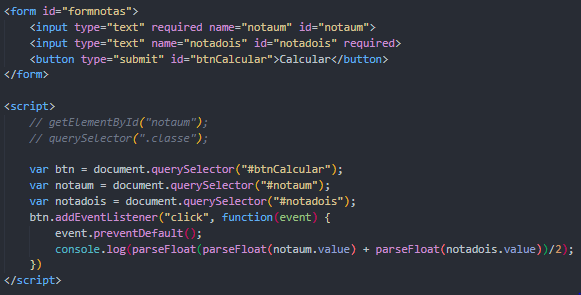 <form id="formnotas">
<input type="text" required name="notaum" id="notaum">
<input type="text" name="notadois" id="notadois" required>
<button type="submit" id="btnCalcular">Calcular</button>
</form>
<script>
// getElementById("notaum");
// querySelector(".classe");
var btn = document.querySelector("#btnCalcular");
var notaum = document.querySelector("#notaum");
var notadois = document.querySelector("#notadois");
btn.addEventListener("click", function(event) {
event.preventDefault();
console.log(parseFloat(parseFloat(notaum.value) + parseFloat(notadois.value))/2);
})
</script>